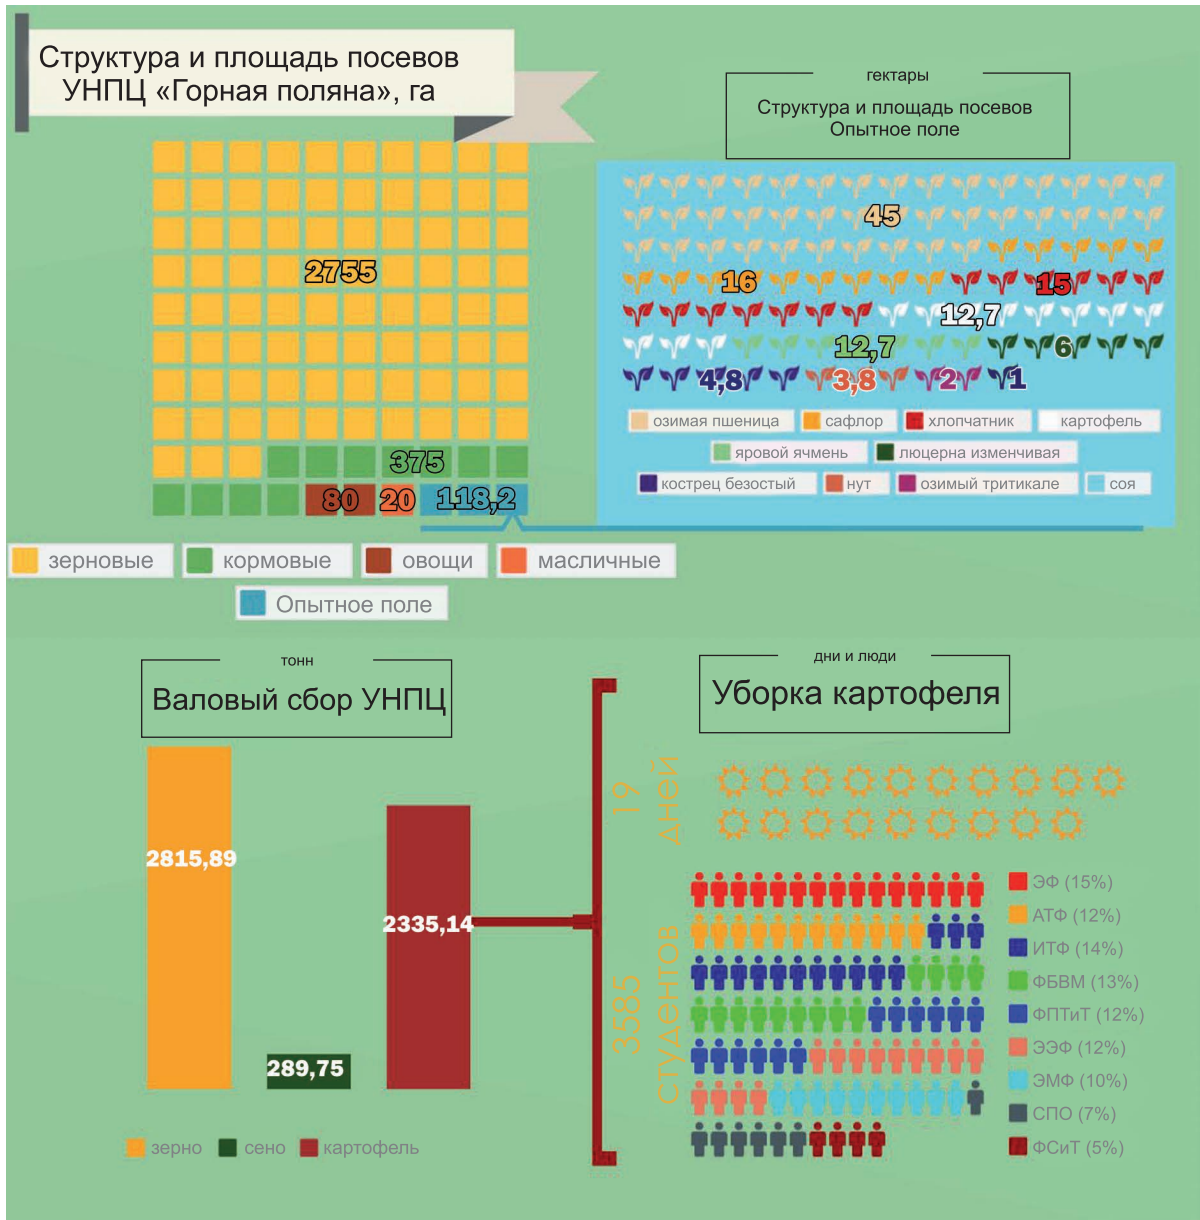 Структура и площадь посевов
УНПЦ «Горная поляна», га
2755
375
80
20
118,2
зерновые
кормовые
овощи
масличные
Опытное поле
гектары
Структура и площадь посевов
Опытное поле
45
16
15
12,7
12,7
6
4,8
3,8
2
1
озимая пшеница
сафлор
хлопчатник
картофель
яровой ячмень
люцерна изменчивая
кострец безостый
нут
озимый тритикале
соя
тонн
Валовый сбор УНПЦ
2815,89
289,75
2335,14
зерно
сено
картофель
дни и люди
Уборка картофеля
19
дней
3585
студентов
ЭФ (15%)
АТФ (12%)
ИТФ (14%)
ФБВМ (13%)
ФПТиТ (12%)
ЭЭФ (12%)
ЭМФ (10%)
СПО (7%)
ФСиТ (5%)